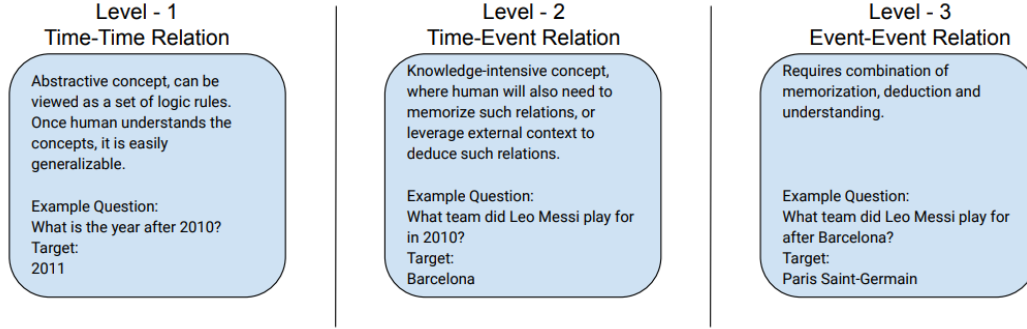 Level - 1
Time-Time Relation
Abstractive concept, can be
viewed as a set of logic rules.
Once human understands the
concepts, it is easily
generalizable.
Example Question:
What is the year after 2010?
Target:
2011
Level - 2
Time-Event Relation
Knowledge-intensive concept,
where human will also need to
memorize such relations, or
leverage external context to
deduce such relations.
Example Question:
What team did Leo Messi play for
in 2010?
Target:
Barcelona
Level - 3
Event-Event Relation
Requires combination of
memorization, deduction and
understanding.
Example Question:
What team did Leo Messi play for
after Barcelona?
Target:
Paris Saint-Germain